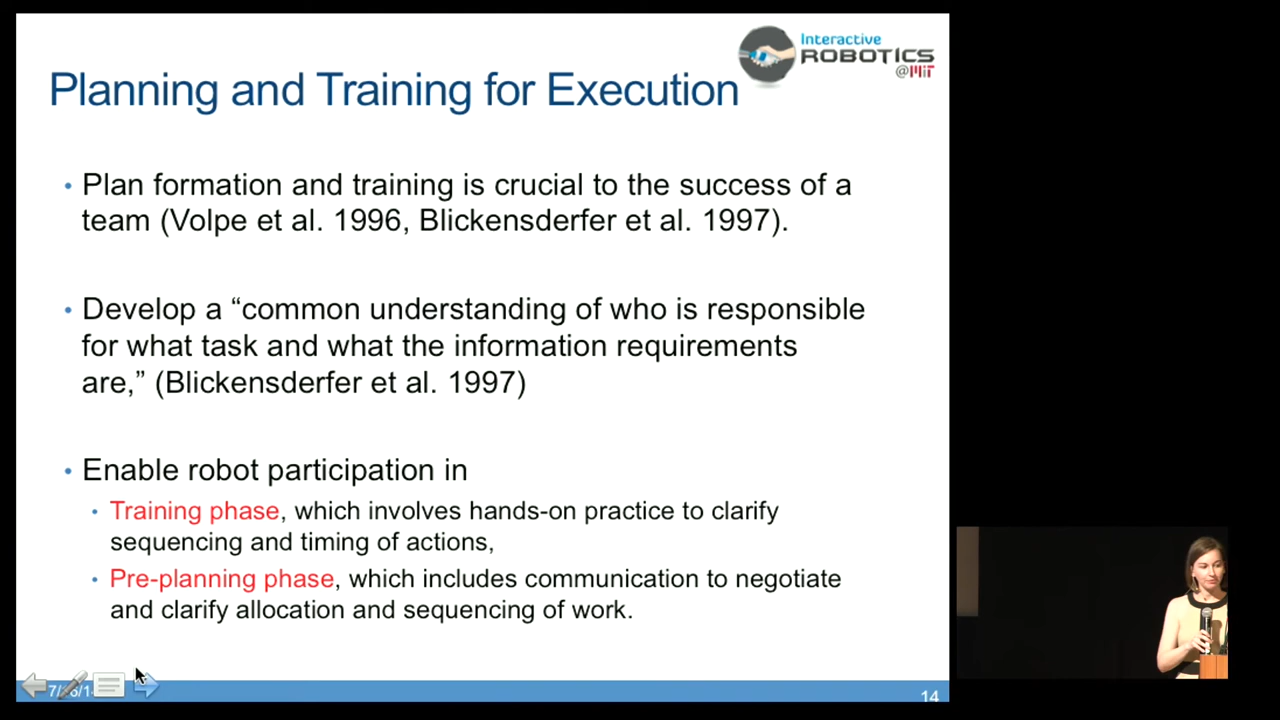 Interactive
ROBOTICS
@MIT
Planning and Training for Execution
• Plan formation and training is crucial to the success of a
team (Volpe et al. 1996, Blickensderfer et al. 1997).
• Develop a “common understanding of who is responsible
for what task and what the information requirements
are,” (Blickensderfer et al. 1997)
• Enable robot participation in
• Training phase, which involves hands-on practice to clarify
sequencing and timing of actions,
• Pre-planning phase, which includes communication to negotiate
and clarify allocation and sequencing of work.
14